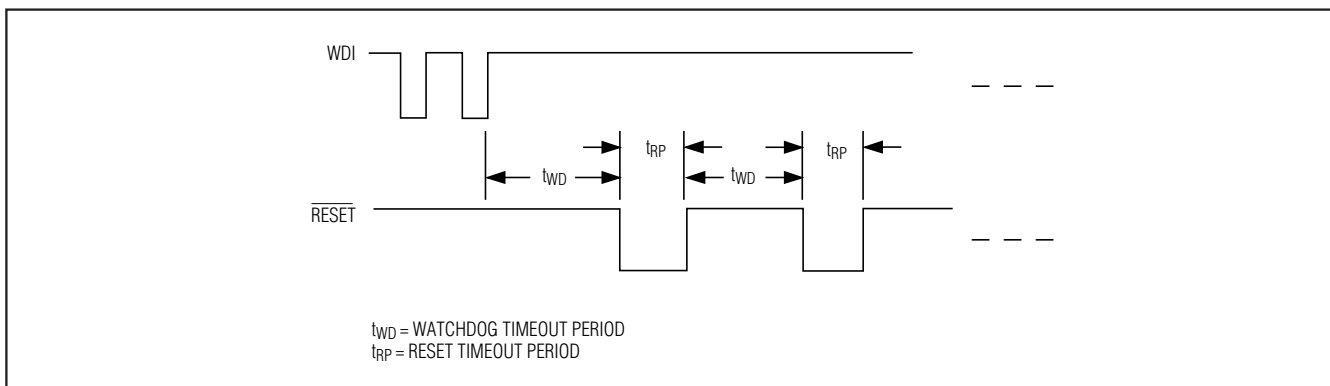 WDI
tRP
tRP
tWD
tWD
RESET
tWD = WATCHDOG TIMEOUT PERIOD
tRP = RESET TIMEOUT PERIOD